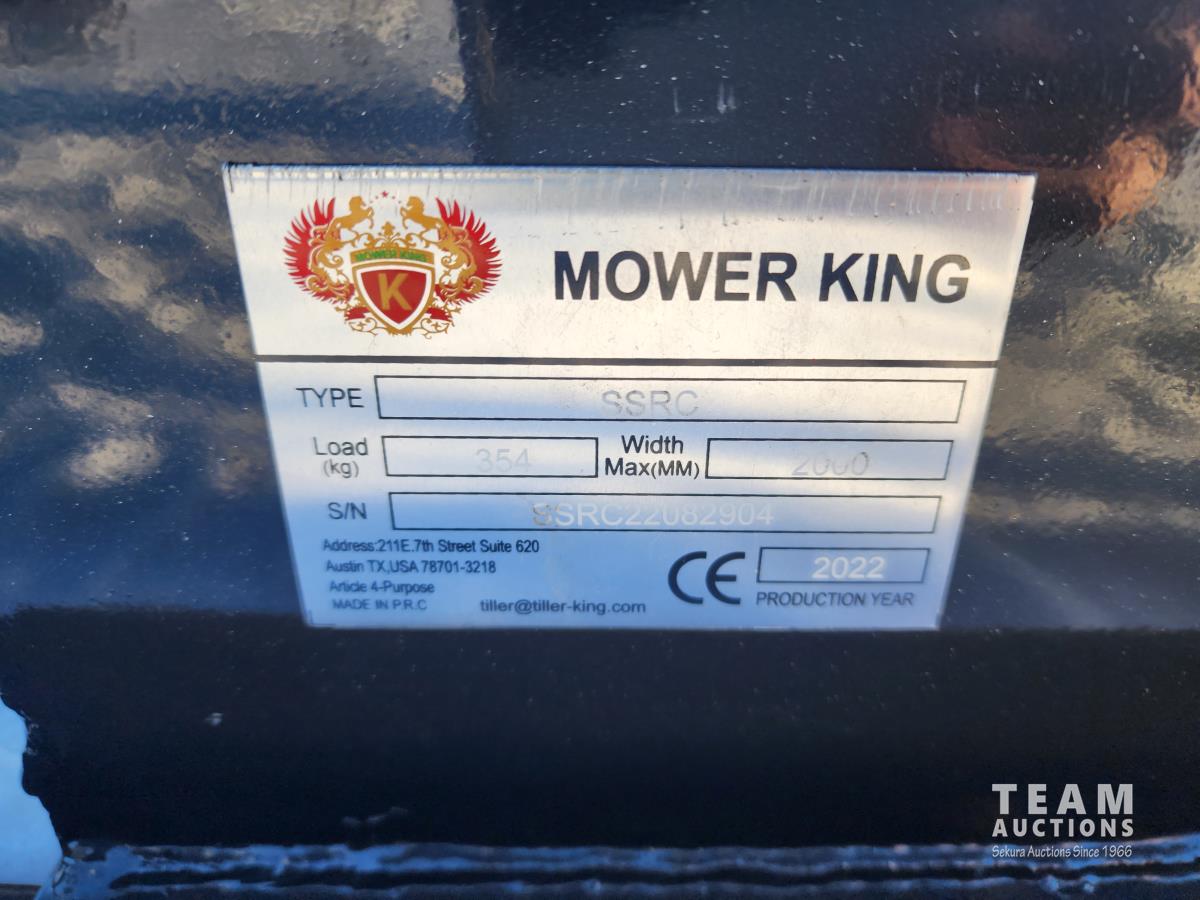 MOWER KING
K
MOWER KING
TYPE SSRC
Load (kg) 354 Width Max(MM) 2000
S/N SSRC22082904
Address:211E.7th Street Suite 620
Austin TX,USA 78701-3218
Article 4-Purpose
MADE IN P.R.C tiller@tiller-king.com
CE 2022
PRODUCTION YEAR
TEAM
AUCTIONS
Sekura Auctions Since 1966